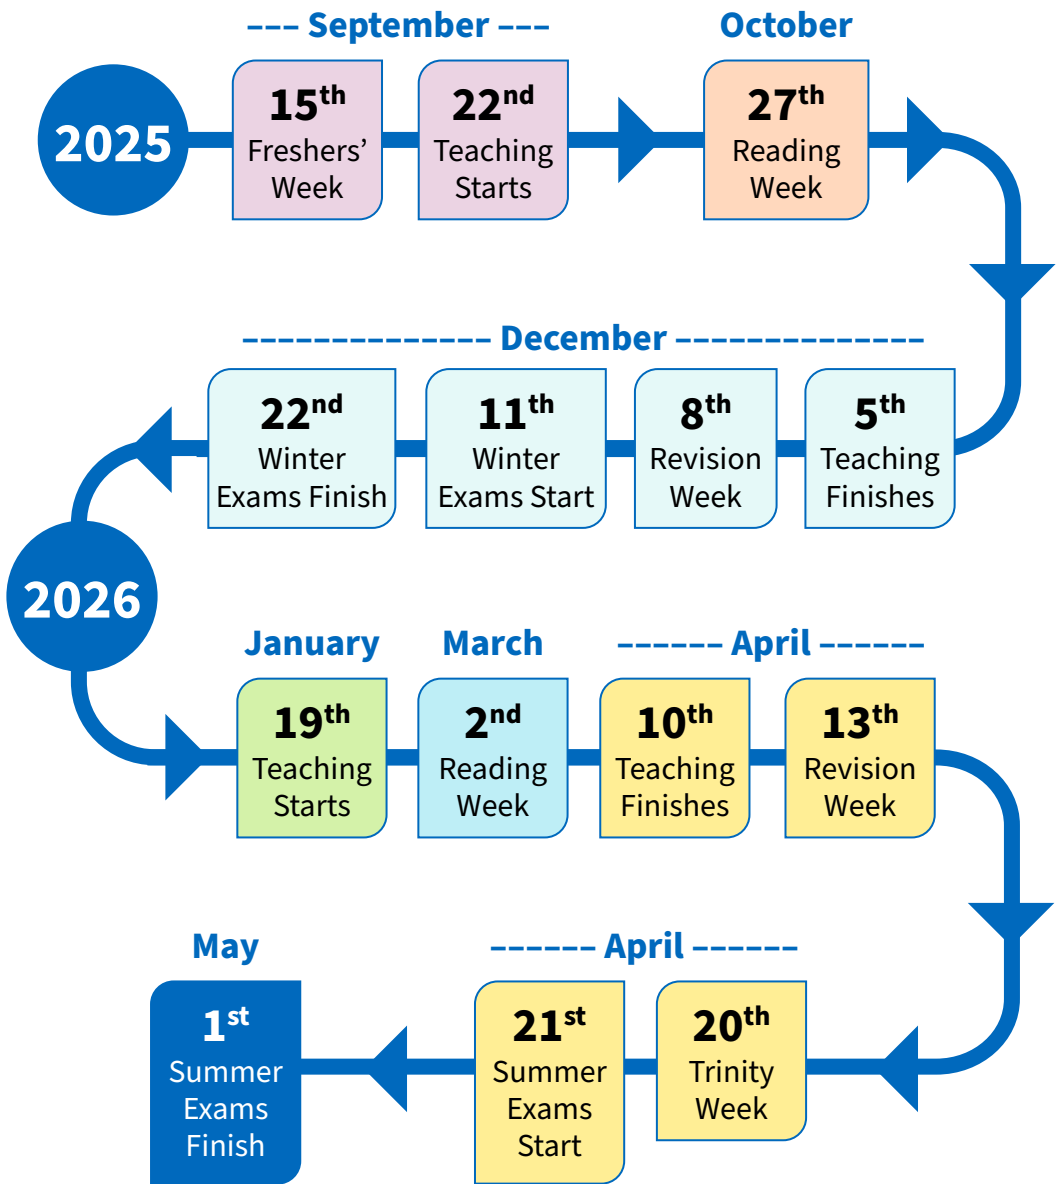 --- September ---
October
2025
15th
Freshers'
Week
22nd
Teaching
Starts
27th
Reading
Week
-------------- December --------------
5th
Teaching
Finishes
8th
Revision
Week
11th
Winter
Exams Start
22nd
Winter
Exams Finish
2026
January
19th
Teaching
Starts
March
2nd
Reading
Week
------ April ------
10th
Teaching
Finishes
13th
Revision
Week
------ April ------
20th
Trinity
Week
21st
Summer
Exams
Start
May
1st
Summer
Exams
Finish